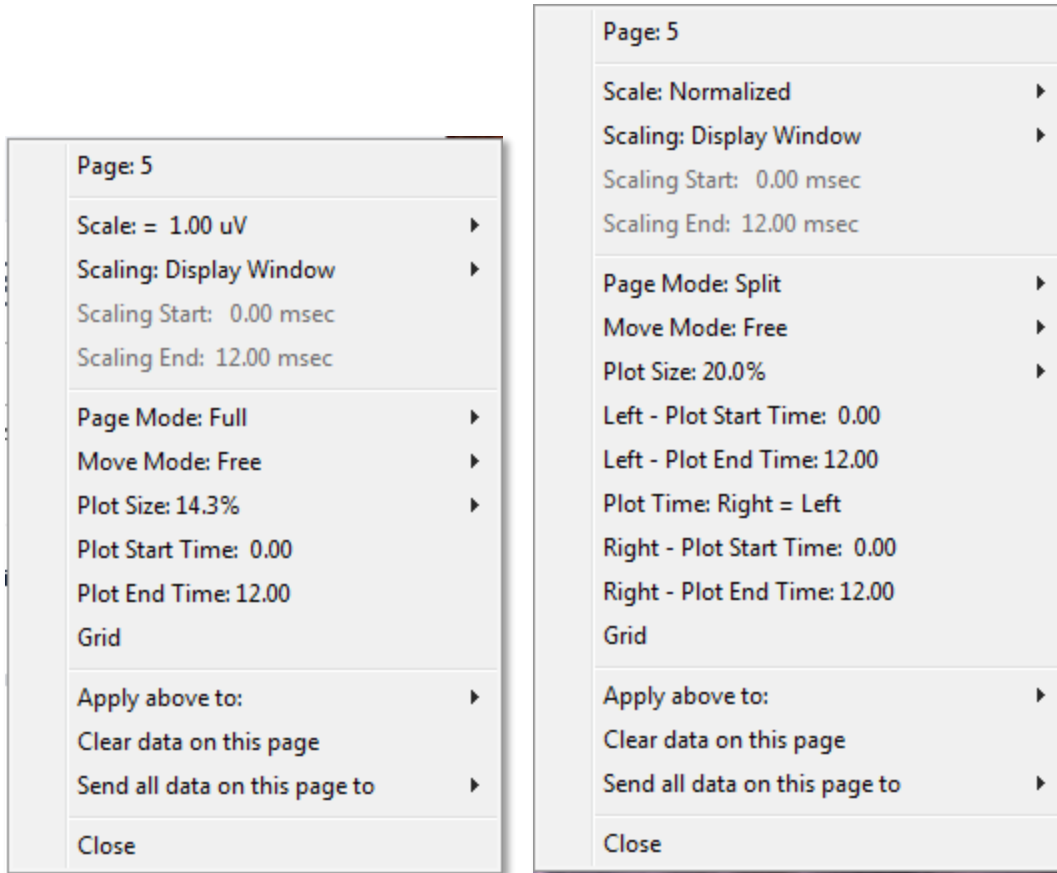 Page: 5
Scale: = 1.00 uV
Scaling: Display Window
Scaling Start: 0.00 msec
Scaling End: 12.00 msec
Page Mode: Full
Move Mode: Free
Plot Size: 14.3%
Plot Start Time: 0.00
Plot End Time: 12.00
Grid
Apply above to:
Clear data on this page
Send all data on this page to
Close
Page: 5
Scale: Normalized
Scaling: Display Window
Scaling Start: 0.00 msec
Scaling End: 12.00 msec
Page Mode: Split
Move Mode: Free
Plot Size: 20.0%
Left - Plot Start Time: 0.00
Left - Plot End Time: 12.00
Plot Time: Right = Left
Right - Plot Start Time: 0.00
Right - Plot End Time: 12.00
Grid
Apply above to:
Clear data on this page
Send all data on this page to
Close